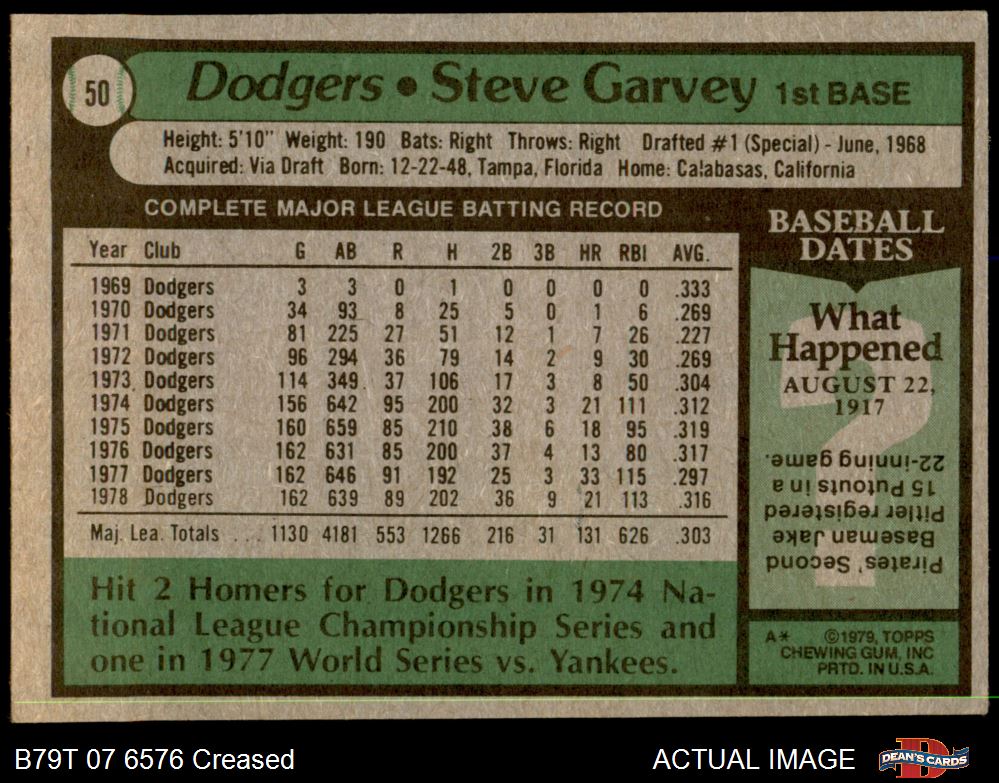 50
Dodgers • Steve Garvey 1st BASE
Height: 5'10" Weight: 190 Bats: Right Throws: Right Drafted #1 (Special) - June, 1968
Acquired: Via Draft Born: 12-22-48, Tampa, Florida Home: Calabasas, California
COMPLETE MAJOR LEAGUE BATTING RECORD
Year Club G AB R H 2B 3B HR RBI AVG.
1969 Dodgers 3 3 0 1 0 0 0 0 .333
1970 Dodgers 34 93 8 25 5 0 1 6 .269
1971 Dodgers 81 225 27 51 12 1 7 26 .227
1972 Dodgers 96 294 36 79 14 2 9 30 .269
1973 Dodgers 114 349 37 106 17 3 8 50 .304
1974 Dodgers 156 642 95 200 32 3 21 111 .312
1975 Dodgers 160 659 85 210 38 6 18 95 .319
1976 Dodgers 162 631 85 200 37 4 13 80 .317
1977 Dodgers 162 646 91 192 25 3 33 115 .297
1978 Dodgers 162 639 89 202 36 9 21 113 .316
Maj. Lea. Totals ... 1130 4181 553 1266 216 31 131 626 .303
Hit 2 Homers for Dodgers in 1974 Na-
tional League Championship Series and
one in 1977 World Series vs. Yankees.
BASEBALL
DATES
What
Happened
AUGUST 22,
1917
?
Pirates' Second
Baseman Jake
Pitler registered
15 Putouts in a
22-inning game.
A* ©1979, TOPPS
CHEWING GUM, INC
PRTD. IN U.S.A.
B79T 07 6576 Creased
ACTUAL IMAGE
D
DEAN'S CARDS